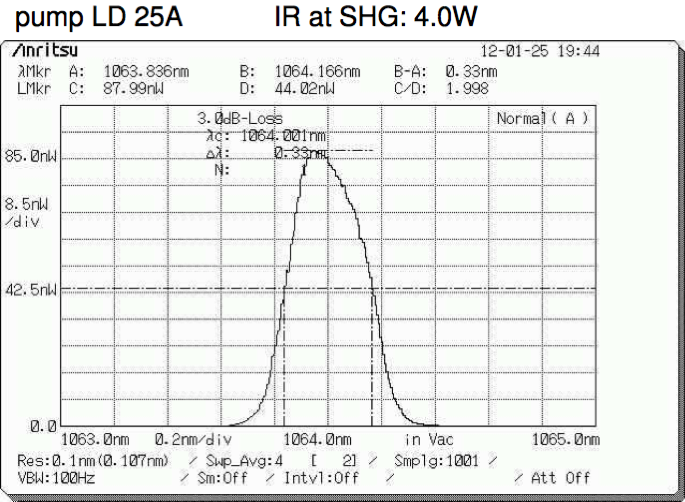 pump LD 25A IR at SHG: 4.0W
Anritsu 12-01-25 19:44
λMkr A: 1063.836nm B: 1064.166nm B-A: 0.33nm
LMkr C: 87.99nW D: 44.02nW C/D: 1.998
3.0dB-Loss Normal( A )
λc: 1064.001nm
Δλ: 0.33nm
N:
85.0nW
8.5nW
/div
42.5nW
0.0
1063.0nm 0.2nm/div 1064.0nm in Vac 1065.0nm
Res:0.1nm(0.107nm) / Swp_Avg:4 [ 2] / Smplg:1001 /
VBW:100Hz / Sm:Off / Intvl:Off / / Att Off